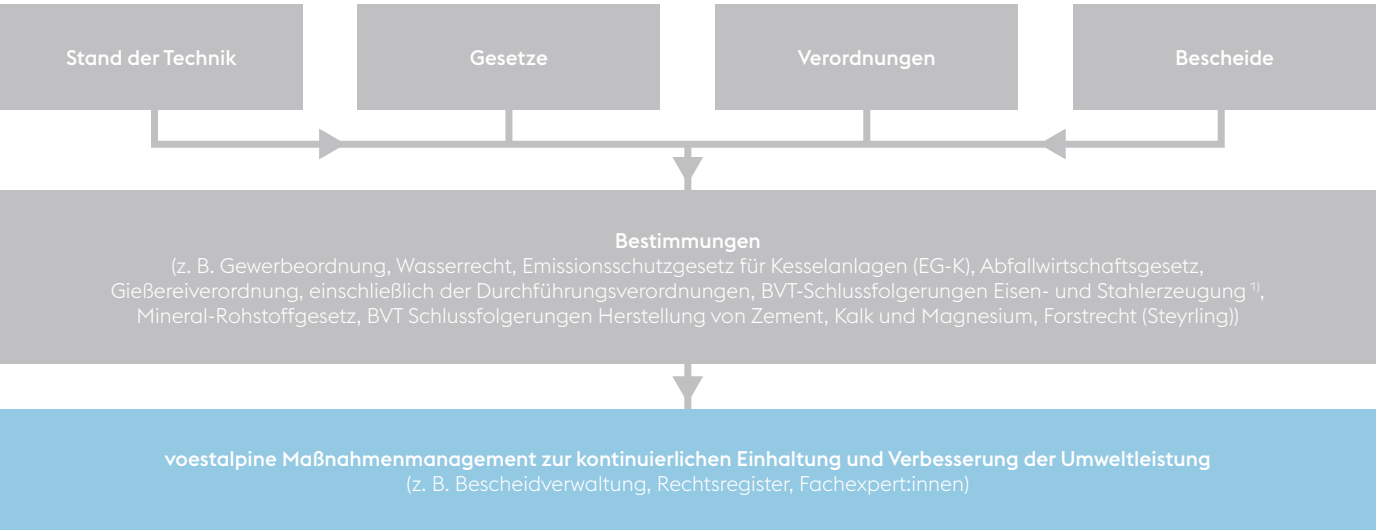 Stand der Technik
Gesetze
Verordnungen
Bescheide
Bestimmungen
(z. B. Gewerbeordnung, Wasserrecht, Emissionsschutzgesetz für Kesselanlagen (EG-K), Abfallwirtschaftsgesetz,
Gießereiverordnung, einschließlich der Durchführungsverordnungen, BVT-Schlussfolgerungen Eisen- und Stahlerzeugung ¹⁾,
Mineral-Rohstoffgesetz, BVT Schlussfolgerungen Herstellung von Zement, Kalk und Magnesium, Forstrecht (Steyrling))
voestalpine Maßnahmenmanagement zur kontinuierlichen Einhaltung und Verbesserung der Umweltleistung
(z. B. Bescheidverwaltung, Rechtsregister, Fachexpert:innen)